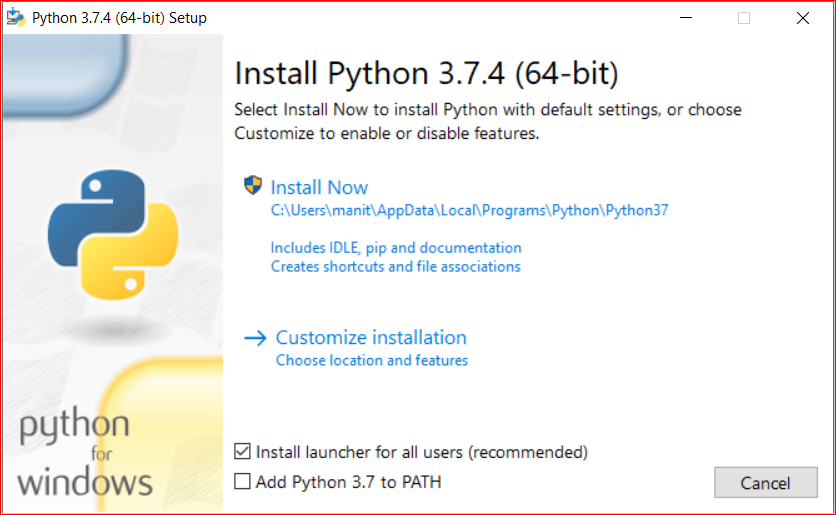 Python 3.7.4 (64-bit) Setup
Install Python 3.7.4 (64-bit)
Select Install Now to install Python with default settings, or choose
Customize to enable or disable features.
Install Now
C:\Users\manit\AppData\Local\Programs\Python\Python37
Includes IDLE, pip and documentation
Creates shortcuts and file associations
Customize installation
Choose location and features
python
for
windows
Install launcher for all users (recommended)
Add Python 3.7 to PATH
Cancel